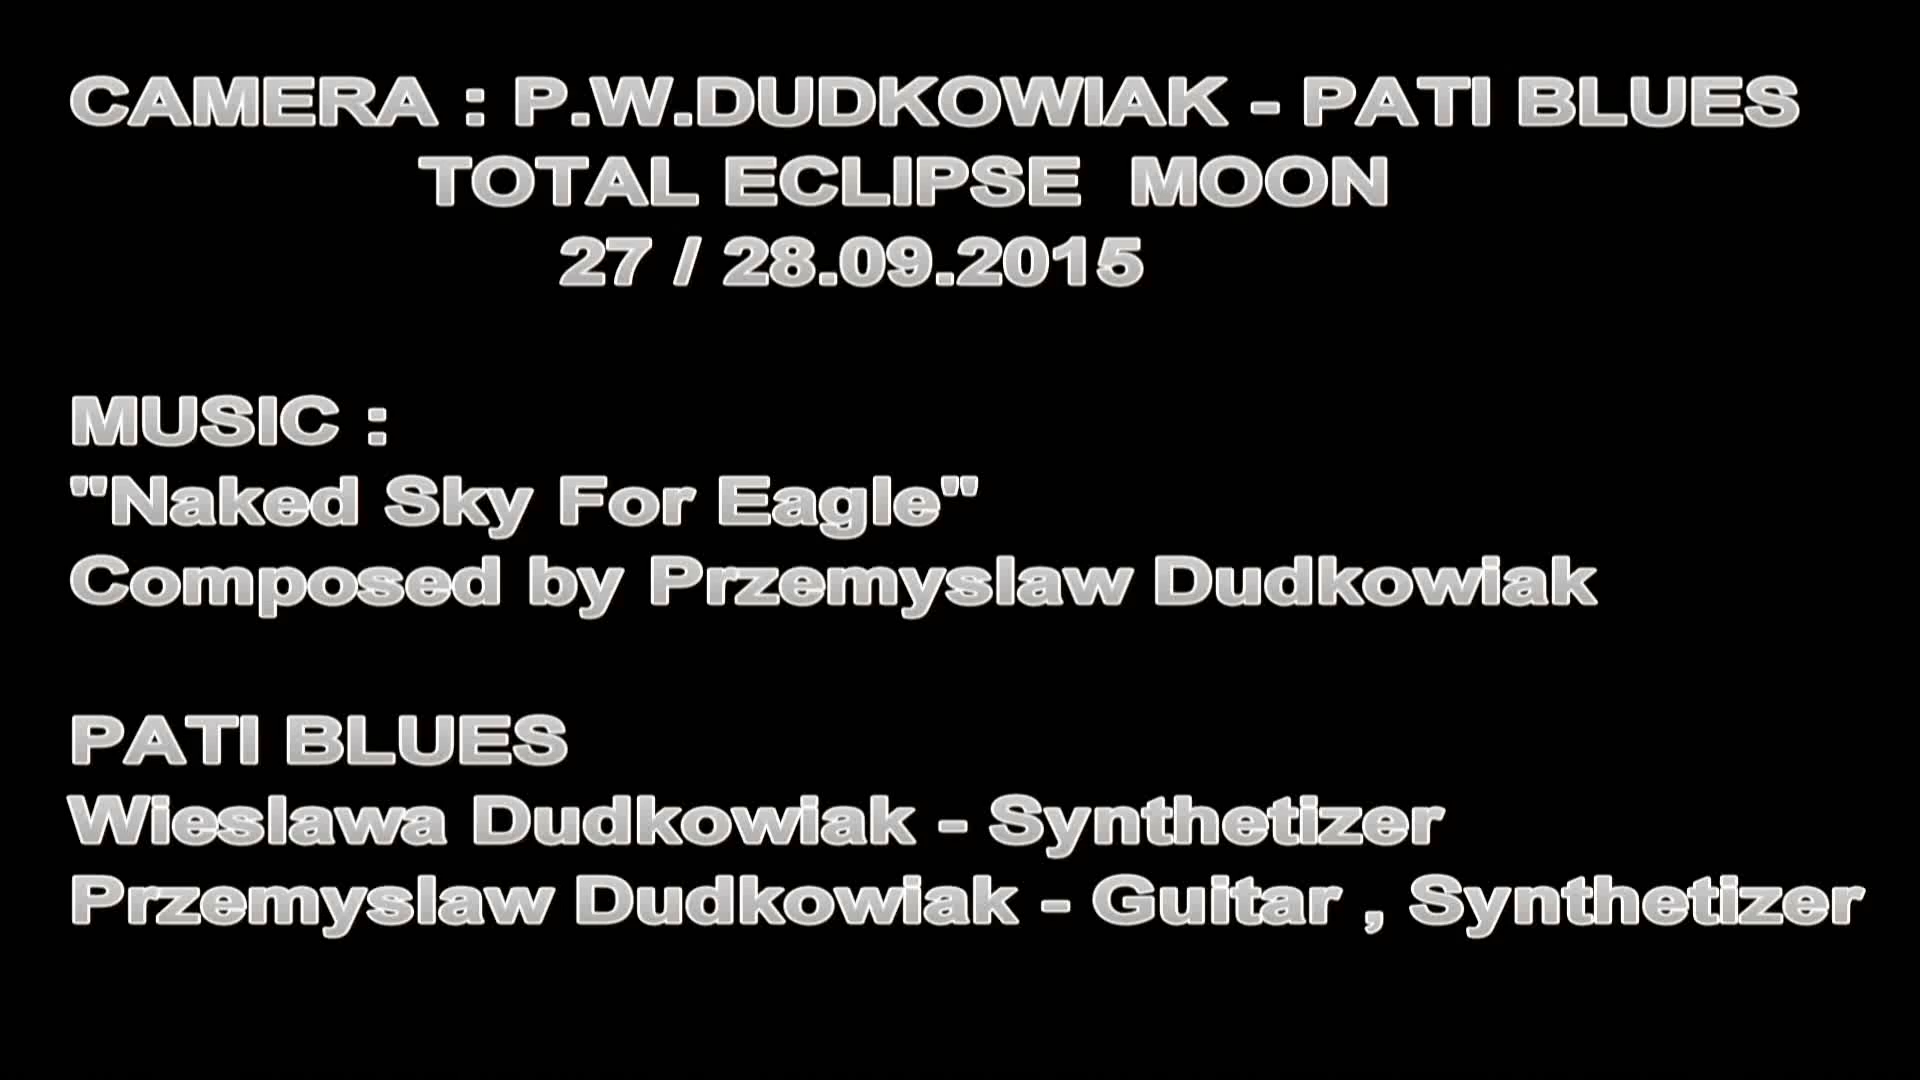 CAMERA : P.W.DUDKOWIAK - PATI BLUES
TOTAL ECLIPSE MOON
27 / 28.09.2015
MUSIC :
"Naked Sky For Eagle"
Composed by Przemyslaw Dudkowiak
PATI BLUES
Wieslawa Dudkowiak - Synthetizer
Przemyslaw Dudkowiak - Guitar , Synthetizer